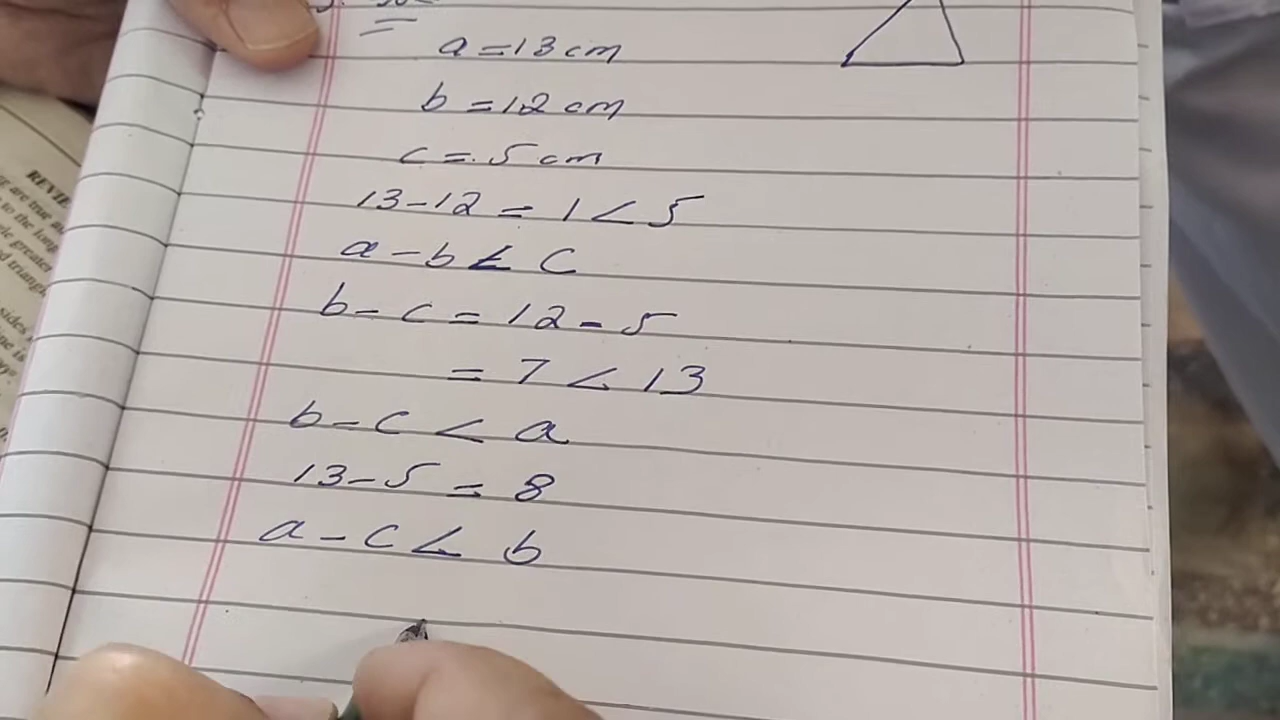 a = 13 cm
b = 12 cm
c = 5 cm
13 - 12 = 1 < 5
a - b < c
b - c = 12 - 5
= 7 < 13
b - c < a
13 - 5 = 8
a - c < b